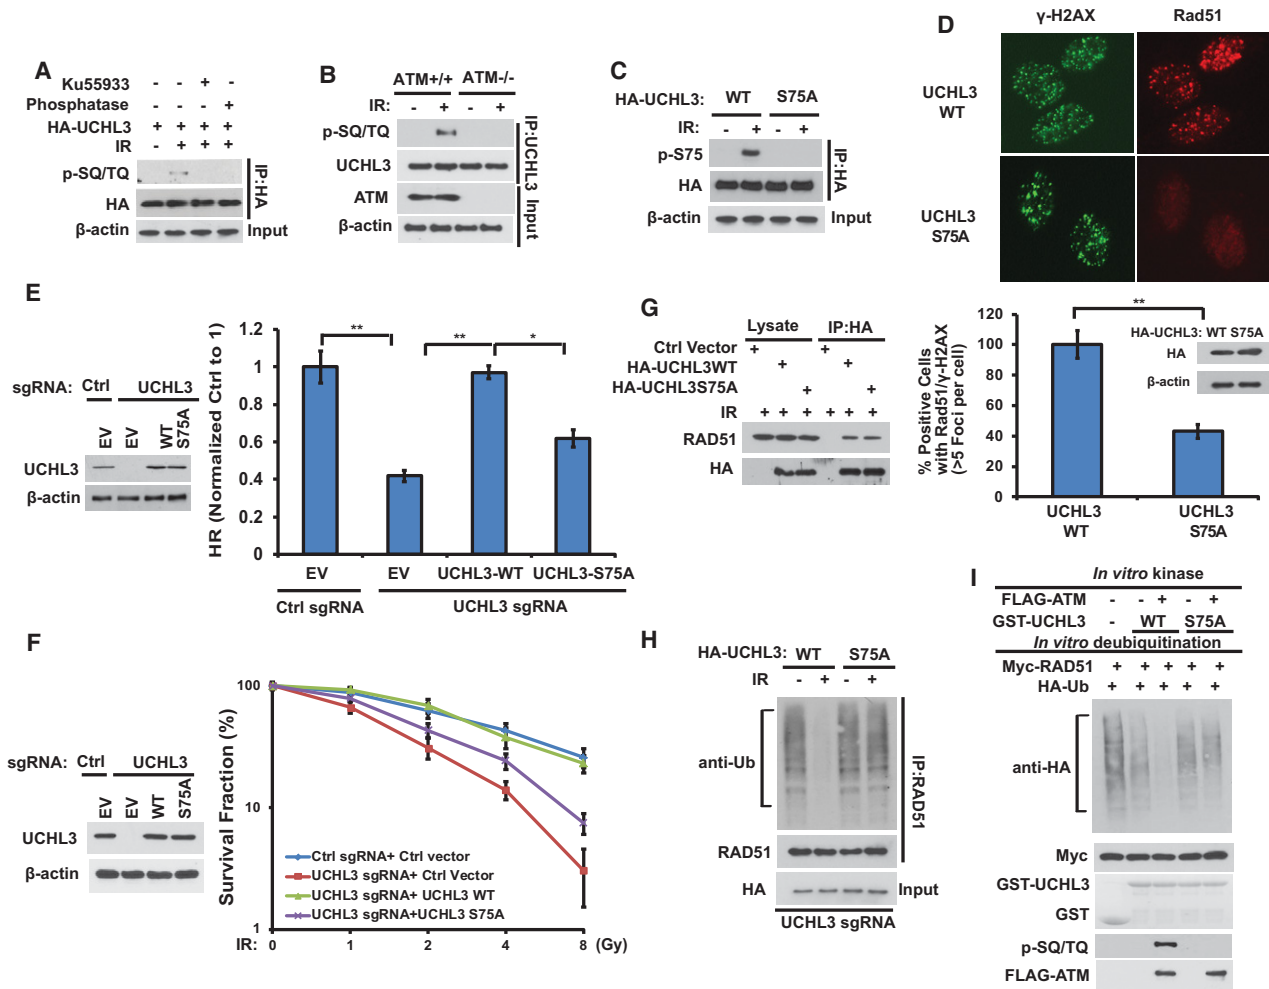 A
Ku55933 - - + -
Phosphatase - - - +
HA-UCHL3 + + + +
IR - + + +
p-SQ/TQ
HA
β-actin
IP:HA
Input
B
ATM+/+ ATM-/-
IR: - + - +
p-SQ/TQ
UCHL3
ATM
β-actin
IP:UCHL3
Input
C
HA-UCHL3: WT S75A
IR: - + - +
p-S75
HA
β-actin
IP:HA
Input
D
γ-H2AX Rad51
UCHL3
WT
UCHL3
S75A
% Positive Cells
with Rad51/γ-H2AX
(>5 Foci per cell)
120
100
80
60
40
20
0
**
HA-UCHL3: WT S75A
HA
β-actin
UCHL3
WT
UCHL3
S75A
E
sgRNA: Ctrl UCHL3
EV EV WT S75A
UCHL3
β-actin
HR (Normalized Ctrl to 1)
1.2
1
0.8
0.6
0.4
0.2
0
** ** *
EV EV UCHL3-WT UCHL3-S75A
Ctrl sgRNA UCHL3 sgRNA
G
Lysate IP:HA
Ctrl Vector + +
HA-UCHL3WT + +
HA-UCHL3S75A + +
IR + + + + + +
RAD51
HA
F
sgRNA: Ctrl UCHL3
EV EV WT S75A
UCHL3
β-actin
Survival Fraction (%)
100
10
1
Ctrl sgRNA+ Ctrl vector
UCHL3 sgRNA+ Ctrl Vector
UCHL3 sgRNA+ UCHL3 WT
UCHL3 sgRNA+UCHL3 S75A
IR: 0 1 2 4 8 (Gy)
H
HA-UCHL3: WT S75A
IR - + - +
anti-Ub
RAD51
HA
IP:RAD51
Input
UCHL3 sgRNA
I
In vitro kinase
FLAG-ATM - - + - +
GST-UCHL3 - WT S75A
In vitro deubiquitination
Myc-RAD51 + + + + +
HA-Ub + + + + +
anti-HA
Myc
GST-UCHL3
GST
p-SQ/TQ
FLAG-ATM